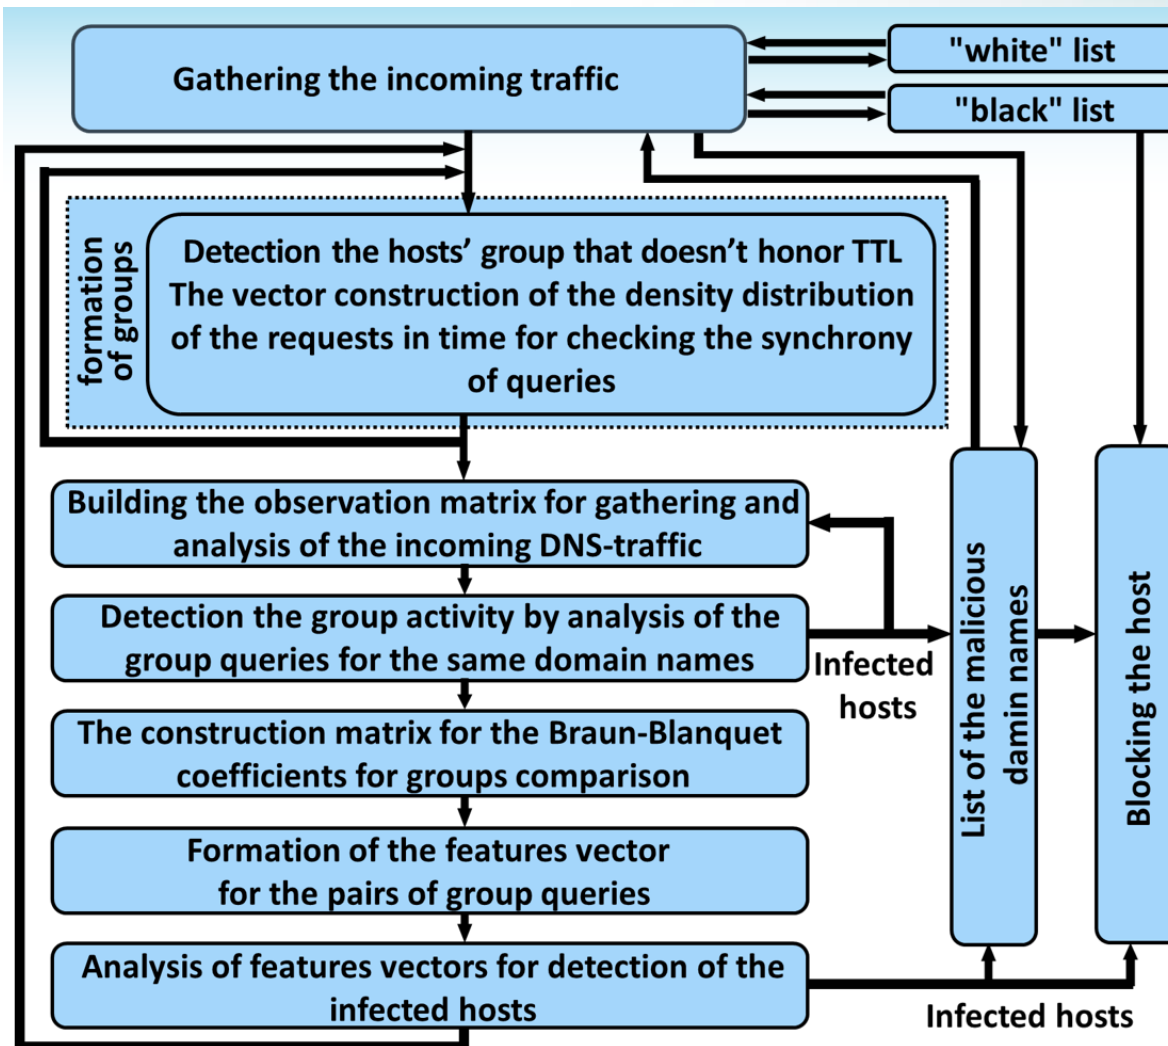 Gathering the incoming traffic
"white" list
"black" list
formation
of groups
Detection the hosts’ group that doesn’t honor TTL
The vector construction of the density distribution
of the requests in time for checking the synchrony
of queries
Building the observation matrix for gathering and
analysis of the incoming DNS-traffic
Detection the group activity by analysis of the
group queries for the same domain names
Infected
hosts
The construction matrix for the Braun-Blanquet
coefficients for groups comparison
Formation of the features vector
for the pairs of group queries
Analysis of features vectors for detection of the
infected hosts
Infected hosts
List of the malicious
damin names
Blocking the host